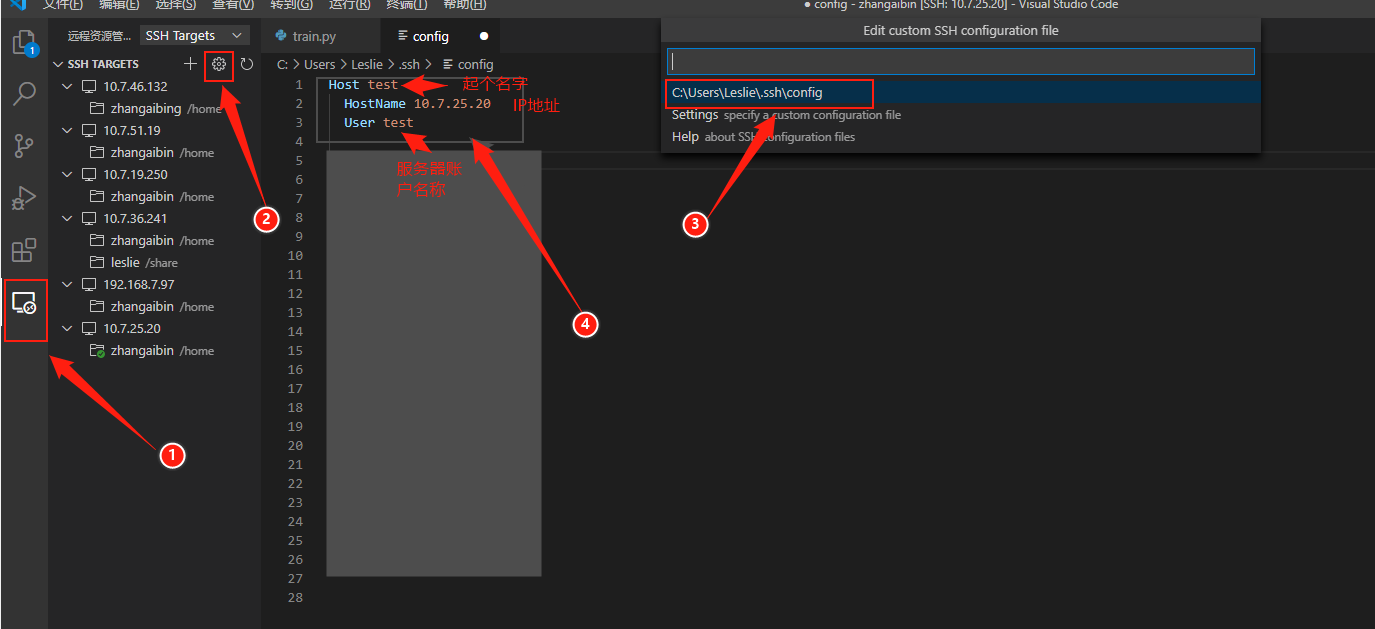 文件(F) 编辑(E) 选择(S) 查看(V) 转到(G) 运行(R) 终端(T) 帮助(H) ● config - zhangaibin [SSH: 10.7.25.20] - Visual Studio Code
远程资源管... SSH Targets
train.py config
Edit custom SSH configuration file
SSH TARGETS
C: > Users > Leslie > .ssh > config
1
10.7.46.132
zhangaibing /home
10.7.51.19
zhangaibin /home
10.7.19.250
zhangaibin /home
10.7.36.241
zhangaibin /home
leslie /share
192.168.7.97
zhangaibin /home
10.7.25.20
zhangaibin /home
1 Host test 起个名字
2 HostName 10.7.25.20 IP地址
3 User test
4
服务器账
户名称
5
6
7
8
9
10
11
12
13
14
15
16
17
18
19
20
21
22
23
24
25
26
27
28
C:\Users\Leslie\.ssh\config
Settings specify a custom configuration file
Help about SSH configuration files
1
2
3
4